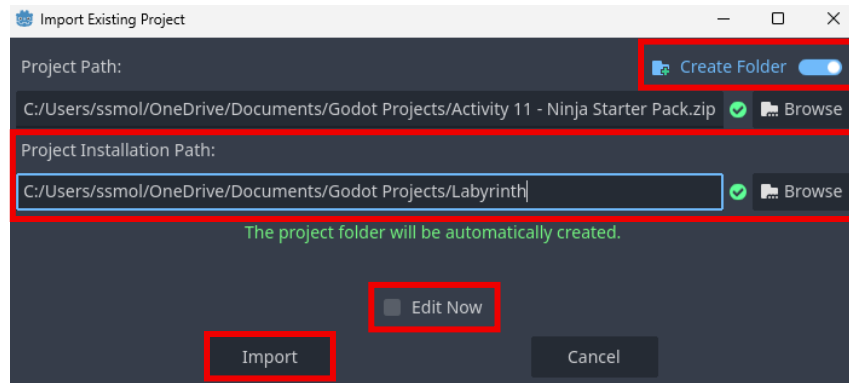 Import Existing Project
Project Path: Create Folder
C:/Users/ssmol/OneDrive/Documents/Godot Projects/Activity 11 - Ninja Starter Pack.zip Browse
Project Installation Path:
C:/Users/ssmol/OneDrive/Documents/Godot Projects/Labyrinth Browse
The project folder will be automatically created.
Edit Now
Import Cancel